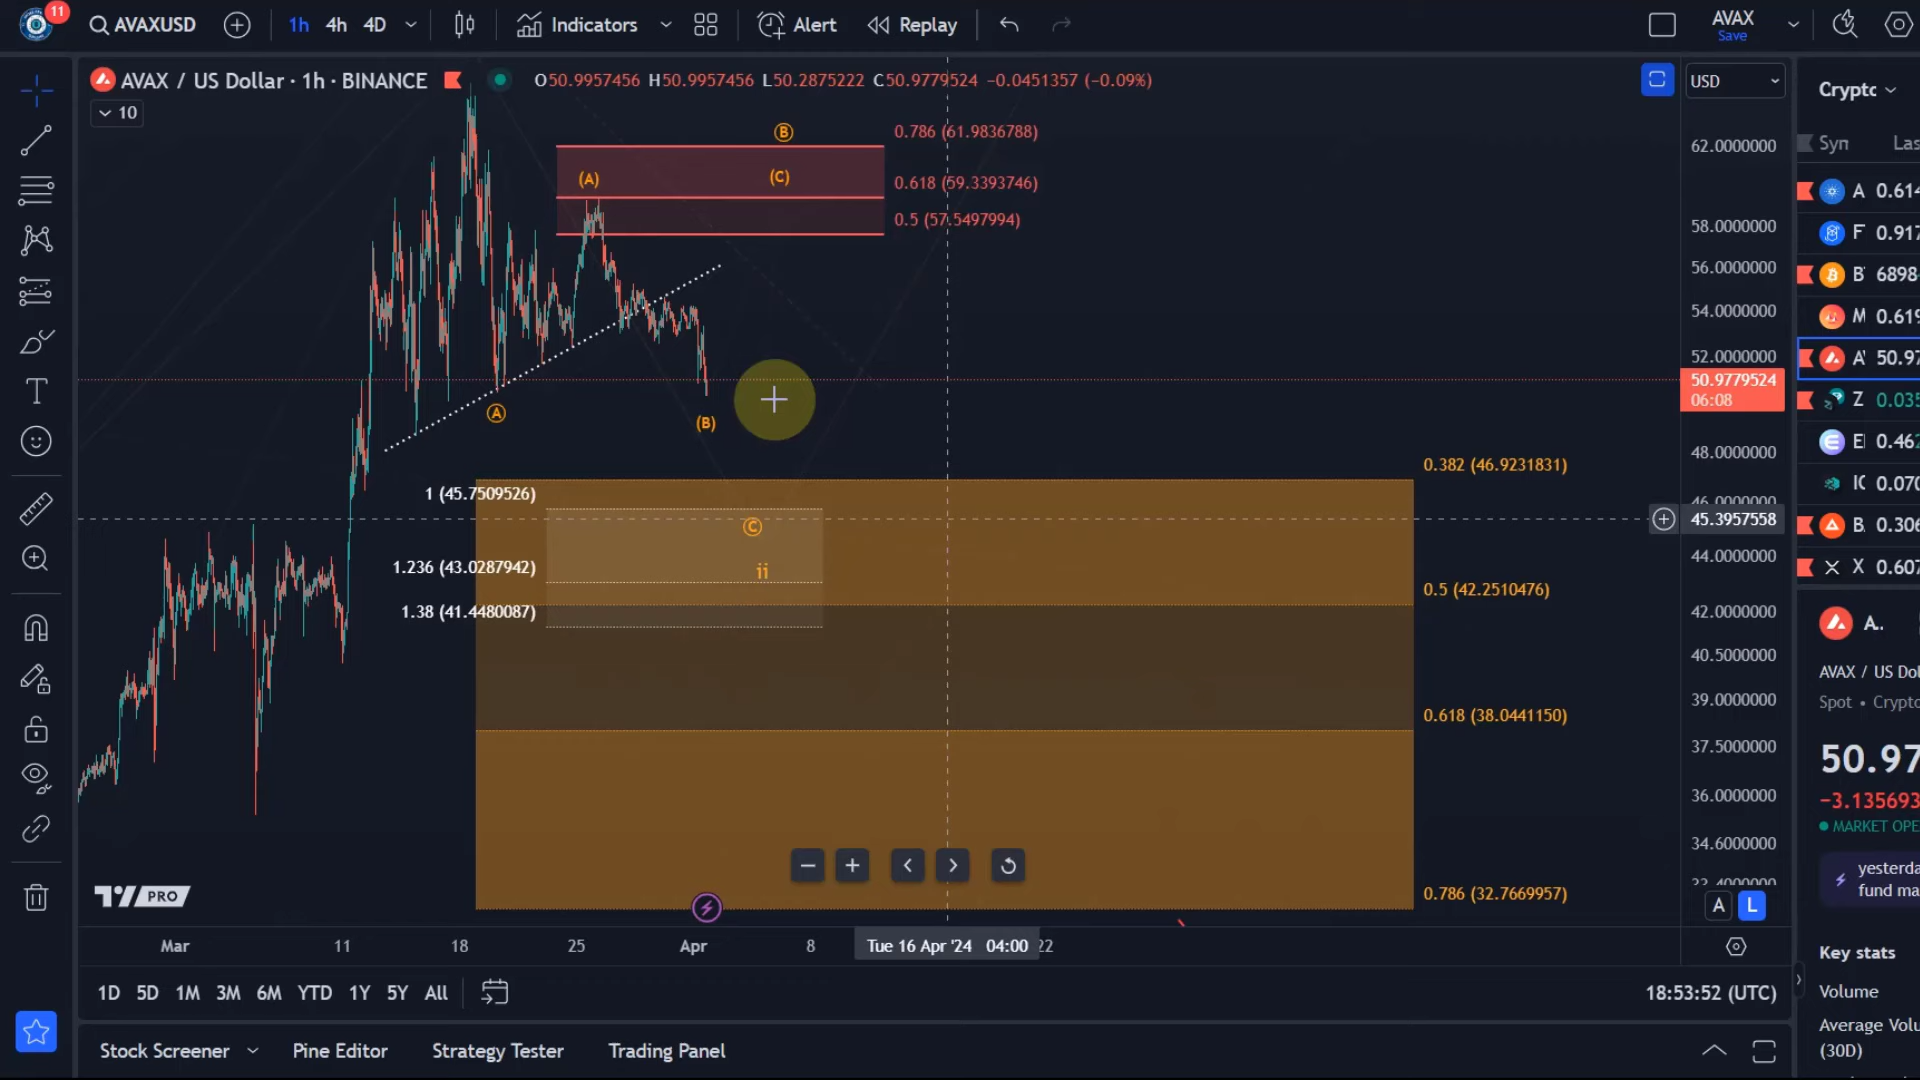 11
AVAXUSD
1h 4h 4D
Indicators
Alert
Replay
AVAX
Save
AVAX / US Dollar · 1h · BINANCE
O50.9957456 H50.9957456 L50.2875222 C50.9779524 −0.0451357 (−0.09%)
10
USD
0.786 (61.9836788)
0.618 (59.3393746)
0.5 (57.5497994)
B
(A)
(C)
A
(B)
1 (45.7509526)
1.236 (43.0287942)
1.38 (41.4480087)
C
ii
0.382 (46.9231831)
0.5 (42.2510476)
0.618 (38.0441150)
0.786 (32.7669957)
62.0000000
58.0000000
56.0000000
54.0000000
52.0000000
50.9779524
06:08
48.0000000
46.0000000
45.3957558
44.0000000
42.0000000
40.5000000
39.0000000
37.5000000
36.0000000
34.6000000
A L
PRO
Mar 11 18 25 Apr 8 Tue 16 Apr '24 04:00 22
1D 5D 1M 3M 6M YTD 1Y 5Y All
18:53:52 (UTC)
Stock Screener
Pine Editor
Strategy Tester
Trading Panel
Syn Las
A 0.614
F 0.917
B 6898
M 0.619
A 50.97
Z 0.035
E 0.462
IC 0.070
B. 0.306
X 0.607
A.
AVAX / US Dol
Spot • Crypto
50.97
−3.135693
MARKET OPE
yesterda
fund ma
Key stats
Volume
Average Volu
(30D)